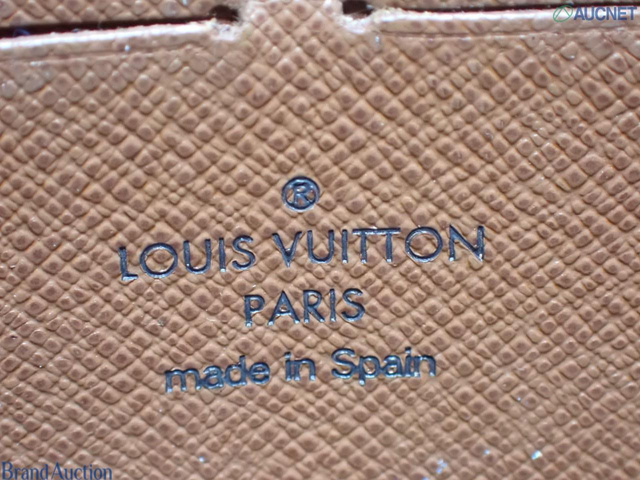 AUCNET
®
LOUIS VUITTON
PARIS
made in Spain
Brand Auction